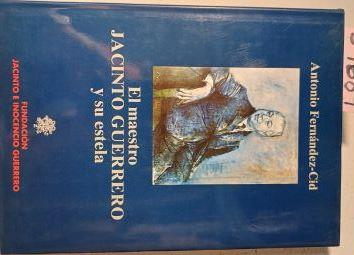 Antonio Fernández-Cid
El maestro
JACINTO GUERRERO
y su estela
FUNDACIÓN
JACINTO E INOCENCIO GUERRERO